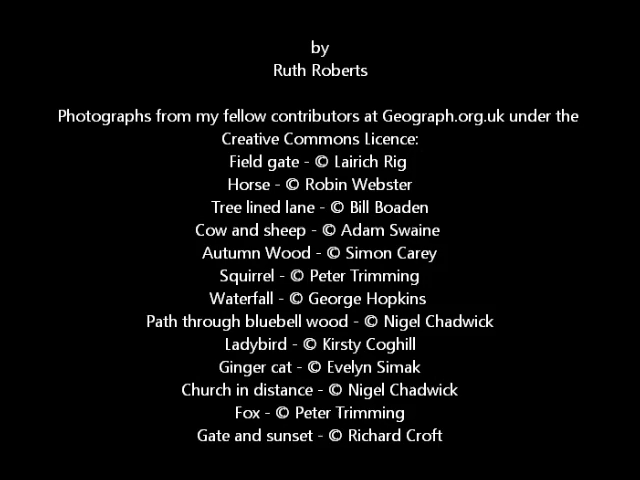 by
Ruth Roberts
Photographs from my fellow contributors at Geograph.org.uk under the
Creative Commons Licence:
Field gate - © Lairich Rig
Horse - © Robin Webster
Tree lined lane - © Bill Boaden
Cow and sheep - © Adam Swaine
Autumn Wood - © Simon Carey
Squirrel - © Peter Trimming
Waterfall - © George Hopkins
Path through bluebell wood - © Nigel Chadwick
Ladybird - © Kirsty Coghill
Ginger cat - © Evelyn Simak
Church in distance - © Nigel Chadwick
Fox - © Peter Trimming
Gate and sunset - © Richard Croft